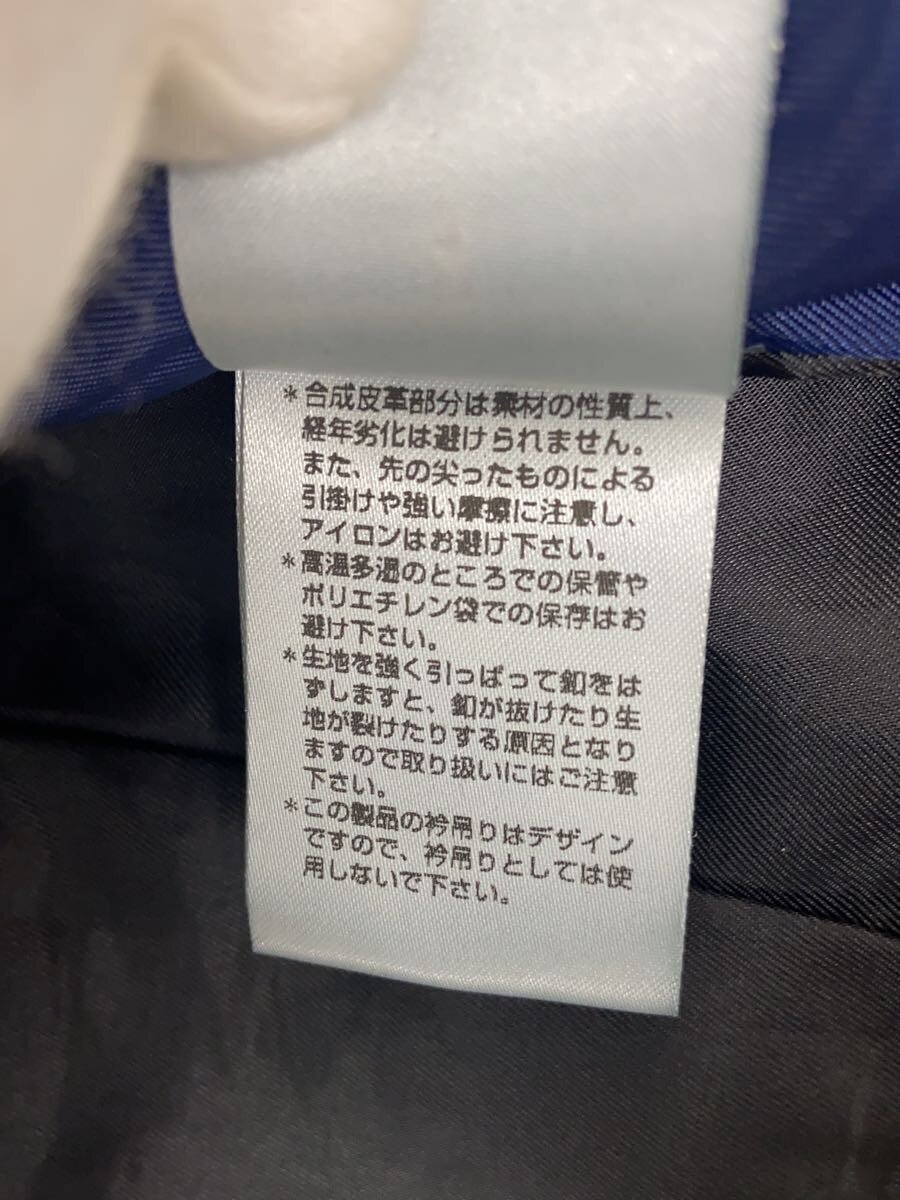 ＊合成皮革部分は素材の性質上、
経年劣化は避けられません。
また、先の尖ったものによる
引掛けや強い摩擦に注意し、
アイロンはお避け下さい。
＊高温多湿のところでの保管や
ポリエチレン袋での保存はお
避け下さい。
＊生地を強く引っぱって釦をは
ずしますと、釦が抜けたり生
地が裂けたりする原因となり
ますので取り扱いにはご注意
下さい。
＊この製品の衿吊りはデザイン
ですので、衿吊りとしては使
用しないで下さい。